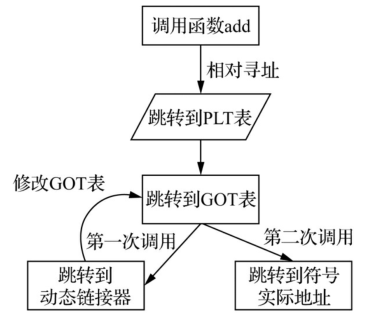 调用函数add
相对寻址
跳转到PLT表
修改GOT表
跳转到GOT表
第一次调用
第二次调用
跳转到
动态链接器
跳转到符号
实际地址